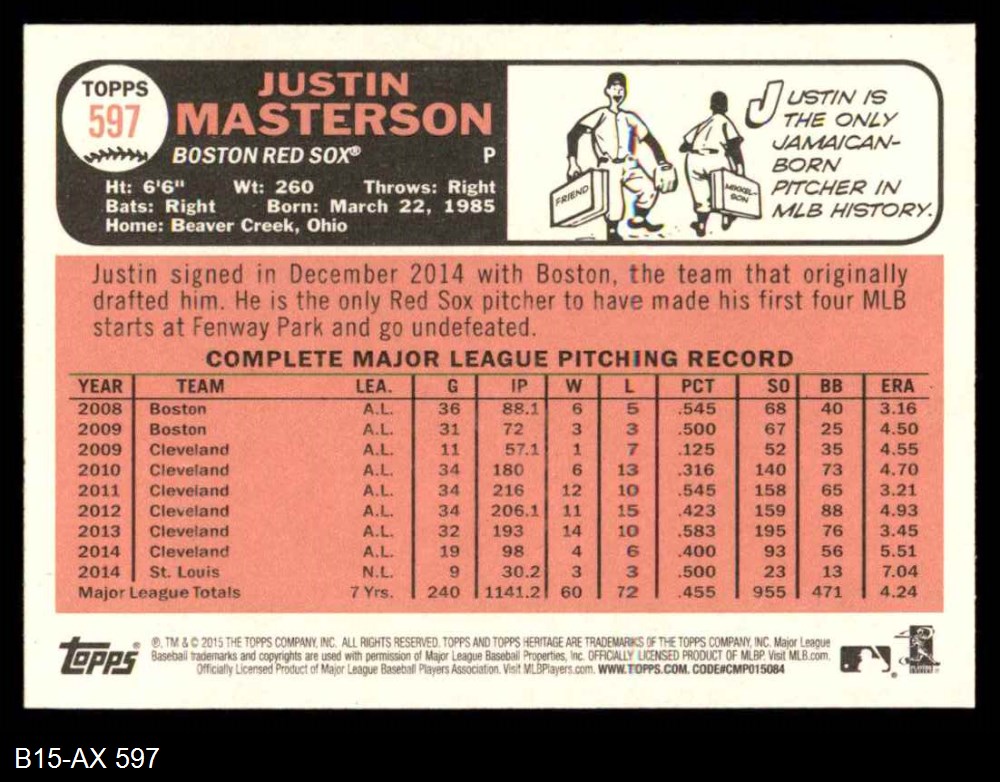 TOPPS
597
JUSTIN
MASTERSON
BOSTON RED SOX® P
Ht: 6'6" Wt: 260 Throws: Right
Bats: Right Born: March 22, 1985
Home: Beaver Creek, Ohio
FRIEND
MIKKEL-
SON
JUSTIN IS
THE ONLY
JAMAICAN-
BORN
PITCHER IN
MLB HISTORY.
Justin signed in December 2014 with Boston, the team that originally
drafted him. He is the only Red Sox pitcher to have made his first four MLB
starts at Fenway Park and go undefeated.
COMPLETE MAJOR LEAGUE PITCHING RECORD
YEAR TEAM LEA. G IP W L PCT SO BB ERA
2008 Boston A.L. 36 88.1 6 5 .545 68 40 3.16
2009 Boston A.L. 31 72 3 3 .500 67 25 4.50
2009 Cleveland A.L. 11 57.1 1 7 .125 52 35 4.55
2010 Cleveland A.L. 34 180 6 13 .316 140 73 4.70
2011 Cleveland A.L. 34 216 12 10 .545 158 65 3.21
2012 Cleveland A.L. 34 206.1 11 15 .423 159 88 4.93
2013 Cleveland A.L. 32 193 14 10 .583 195 76 3.45
2014 Cleveland A.L. 19 98 4 6 .400 93 56 5.51
2014 St. Louis N.L. 9 30.2 3 3 .500 23 13 7.04
Major League Totals 7 Yrs. 240 1141.2 60 72 .455 955 471 4.24
Topps
®, TM & © 2015 THE TOPPS COMPANY, INC. ALL RIGHTS RESERVED. TOPPS AND TOPPS HERITAGE ARE TRADEMARKS OF THE TOPPS COMPANY, INC. Major League
Baseball trademarks and copyrights are used with permission of Major League Baseball Properties, Inc. OFFICIALLY LICENSED PRODUCT OF MLBP. Visit MLB.com.
Officially Licensed Product of Major League Baseball Players Association. Visit MLBPlayers.com. WWW.TOPPS.COM. CODE#CMP015084
B15-AX 597